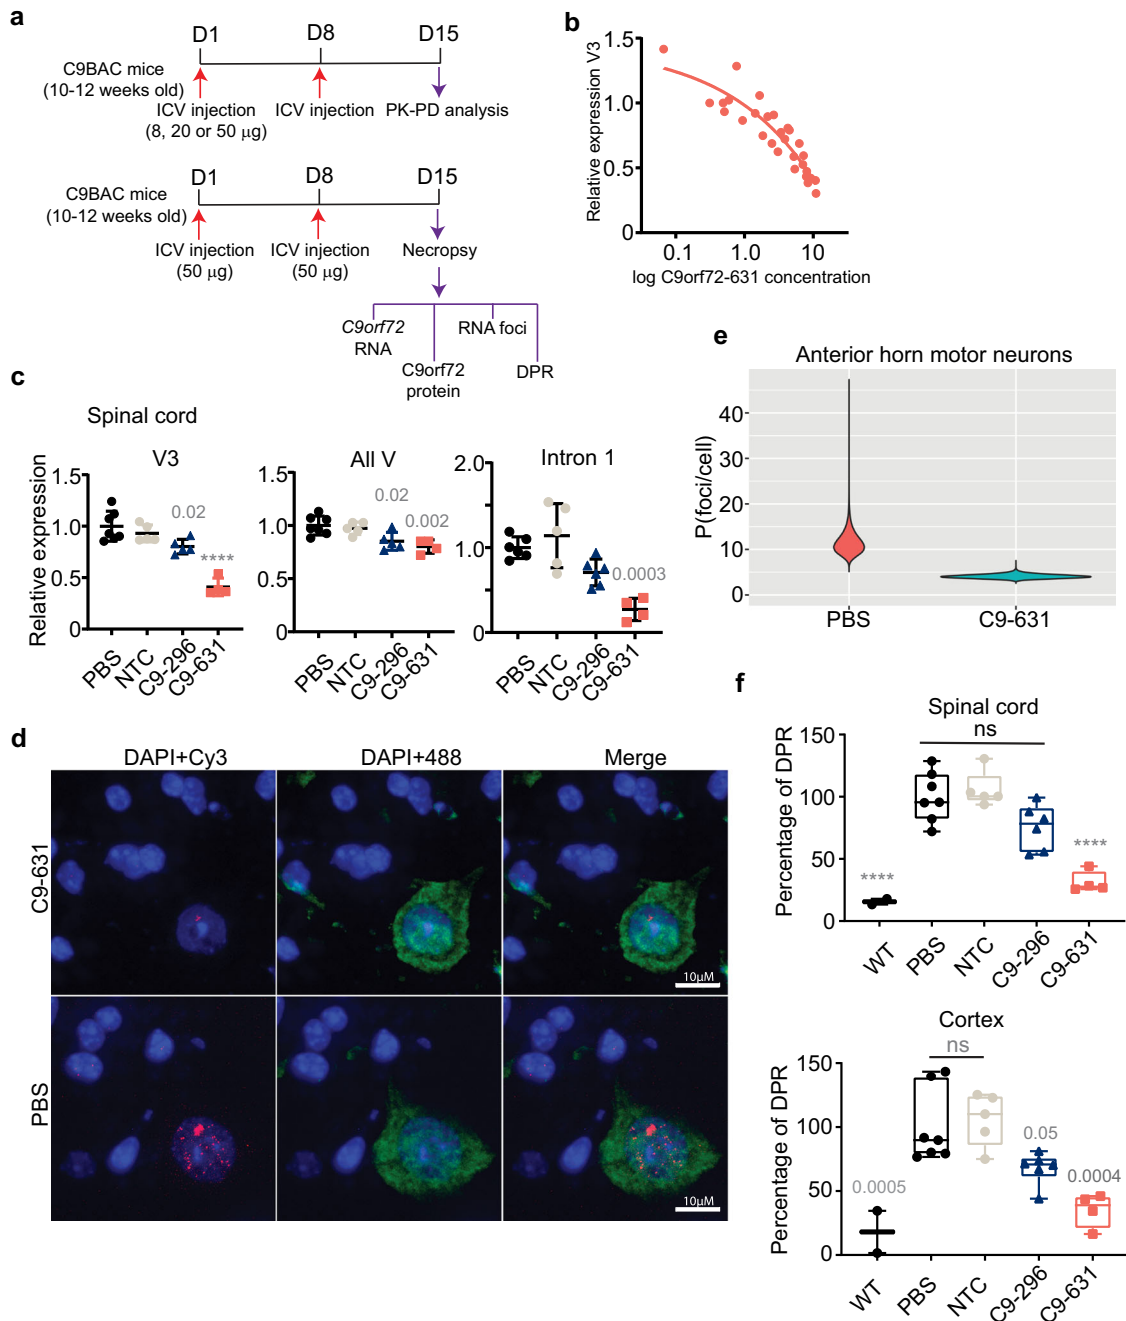 a
D1
D8
D15
C9BAC mice
(10-12 weeks old)
ICV injection
(8, 20 or 50 µg)
ICV injection
PK-PD analysis
D1
D8
D15
C9BAC mice
(10-12 weeks old)
ICV injection
(50 µg)
ICV injection
(50 µg)
Necropsy
C9orf72
RNA
C9orf72
protein
RNA foci
DPR
b
Relative expression V3
1.5
1.0
0.5
0
0.1
1.0
10
log C9orf72-631 concentration
c
Spinal cord
V3
Relative expression
1.5
1.0
0.5
0
0.02
****
PBS
NTC
C9-296
C9-631
All V
1.5
1.0
0.5
0
0.02
0.002
PBS
NTC
C9-296
C9-631
Intron 1
2.0
1.0
0
0.0003
PBS
NTC
C9-296
C9-631
d
DAPI+Cy3
DAPI+488
Merge
C9-631
10µM
PBS
10µM
e
Anterior horn motor neurons
P(foci/cell)
40
30
20
10
0
PBS
C9-631
f
Spinal cord
ns
Percentage of DPR
150
100
50
0
****
****
WT
PBS
NTC
C9-296
C9-631
Cortex
ns
Percentage of DPR
150
100
50
0
0.0005
0.05
0.0004
WT
PBS
NTC
C9-296
C9-631